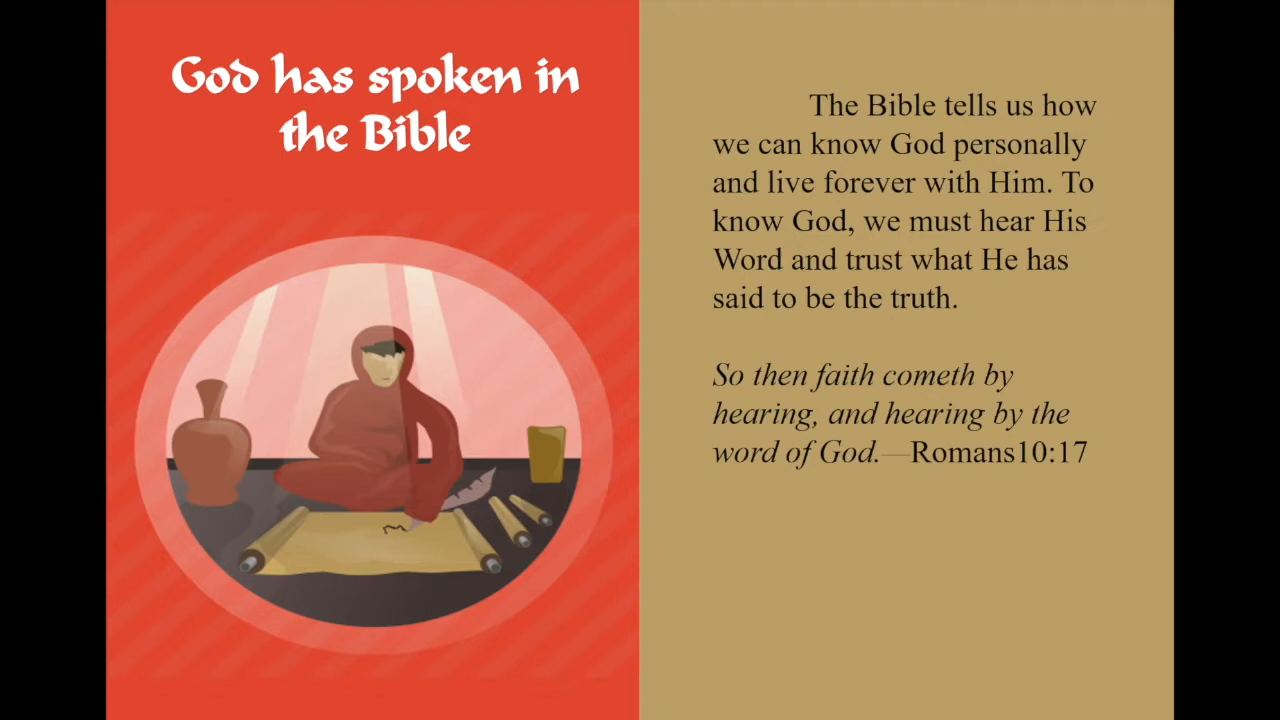 God has spoken in
the Bible
The Bible tells us how
we can know God personally
and live forever with Him. To
know God, we must hear His
Word and trust what He has
said to be the truth.
So then faith cometh by
hearing, and hearing by the
word of God.—Romans10:17